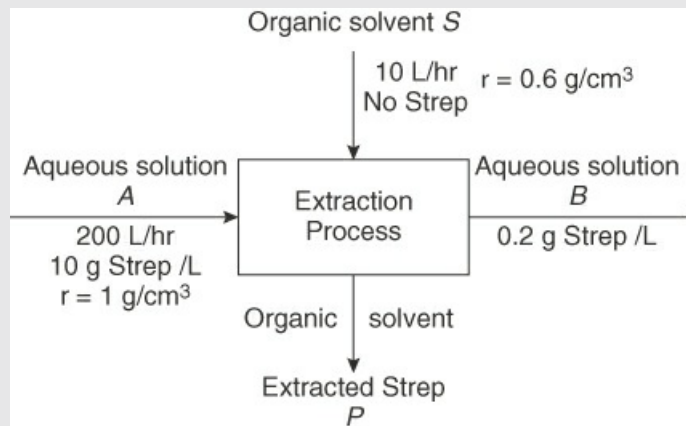 Organic solvent S
10 L/hr
No Strep
r = 0.6 g/cm³
Aqueous solution
A
200 L/hr
10 g Strep /L
r = 1 g/cm³
Extraction
Process
Aqueous solution
B
0.2 g Strep /L
Organic solvent
Extracted Strep
P